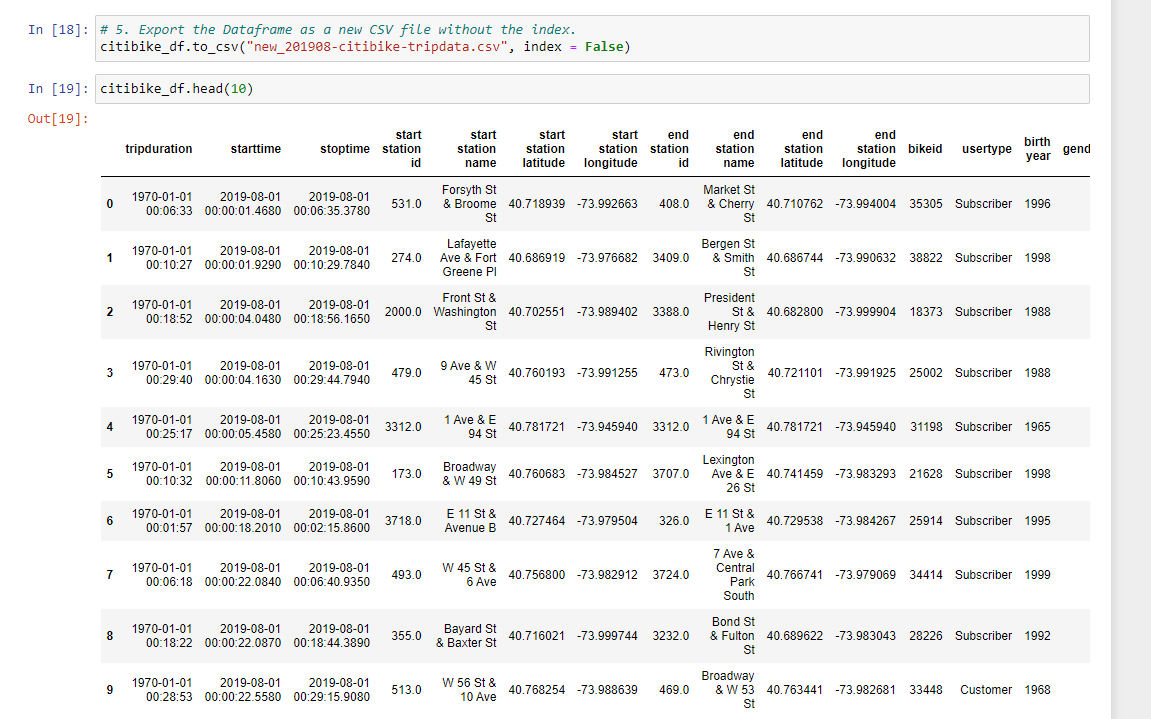 In [18]: # 5. Export the Dataframe as a new CSV file without the index.
citibike_df.to_csv("new_201908-citibike-tripdata.csv", index = False)
In [19]: citibike_df.head(10)
Out[19]:
tripduration starttime stoptime start station id start station name start station latitude start station longitude end station id end station name end station latitude end station longitude bikeid usertype birth year gend
0 1970-01-01 00:06:33 2019-08-01 00:00:01.4680 2019-08-01 00:06:35.3780 531.0 Forsyth St & Broome St 40.718939 -73.992663 408.0 Market St & Cherry St 40.710762 -73.994004 35305 Subscriber 1996
1 1970-01-01 00:10:27 2019-08-01 00:00:01.9290 2019-08-01 00:10:29.7840 274.0 Lafayette Ave & Fort Greene Pl 40.686919 -73.976682 3409.0 Bergen St & Smith St 40.686744 -73.990632 38822 Subscriber 1998
2 1970-01-01 00:18:52 2019-08-01 00:00:04.0480 2019-08-01 00:18:56.1650 2000.0 Front St & Washington St 40.702551 -73.989402 3388.0 President St & Henry St 40.682800 -73.999904 18373 Subscriber 1988
3 1970-01-01 00:29:40 2019-08-01 00:00:04.1630 2019-08-01 00:29:44.7940 479.0 9 Ave & W 45 St 40.760193 -73.991255 473.0 Rivington St & Chrystie St 40.721101 -73.991925 25002 Subscriber 1988
4 1970-01-01 00:25:17 2019-08-01 00:00:05.4580 2019-08-01 00:25:23.4550 3312.0 1 Ave & E 94 St 40.781721 -73.945940 3312.0 1 Ave & E 94 St 40.781721 -73.945940 31198 Subscriber 1965
5 1970-01-01 00:10:32 2019-08-01 00:00:11.8060 2019-08-01 00:10:43.9590 173.0 Broadway & W 49 St 40.760683 -73.984527 3707.0 Lexington Ave & E 26 St 40.741459 -73.983293 21628 Subscriber 1998
6 1970-01-01 00:01:57 2019-08-01 00:00:18.2010 2019-08-01 00:02:15.8600 3718.0 E 11 St & Avenue B 40.727464 -73.979504 326.0 E 11 St & 1 Ave 40.729538 -73.984267 25914 Subscriber 1995
7 1970-01-01 00:06:18 2019-08-01 00:00:22.0840 2019-08-01 00:06:40.9350 493.0 W 45 St & 6 Ave 40.756800 -73.982912 3724.0 7 Ave & Central Park South 40.766741 -73.979069 34414 Subscriber 1999
8 1970-01-01 00:18:22 2019-08-01 00:00:22.0870 2019-08-01 00:18:44.3890 355.0 Bayard St & Baxter St 40.716021 -73.999744 3232.0 Bond St & Fulton St 40.689622 -73.983043 28226 Subscriber 1992
9 1970-01-01 00:28:53 2019-08-01 00:00:22.5580 2019-08-01 00:29:15.9080 513.0 W 56 St & 10 Ave 40.768254 -73.988639 469.0 Broadway & W 53 St 40.763441 -73.982681 33448 Customer 1968